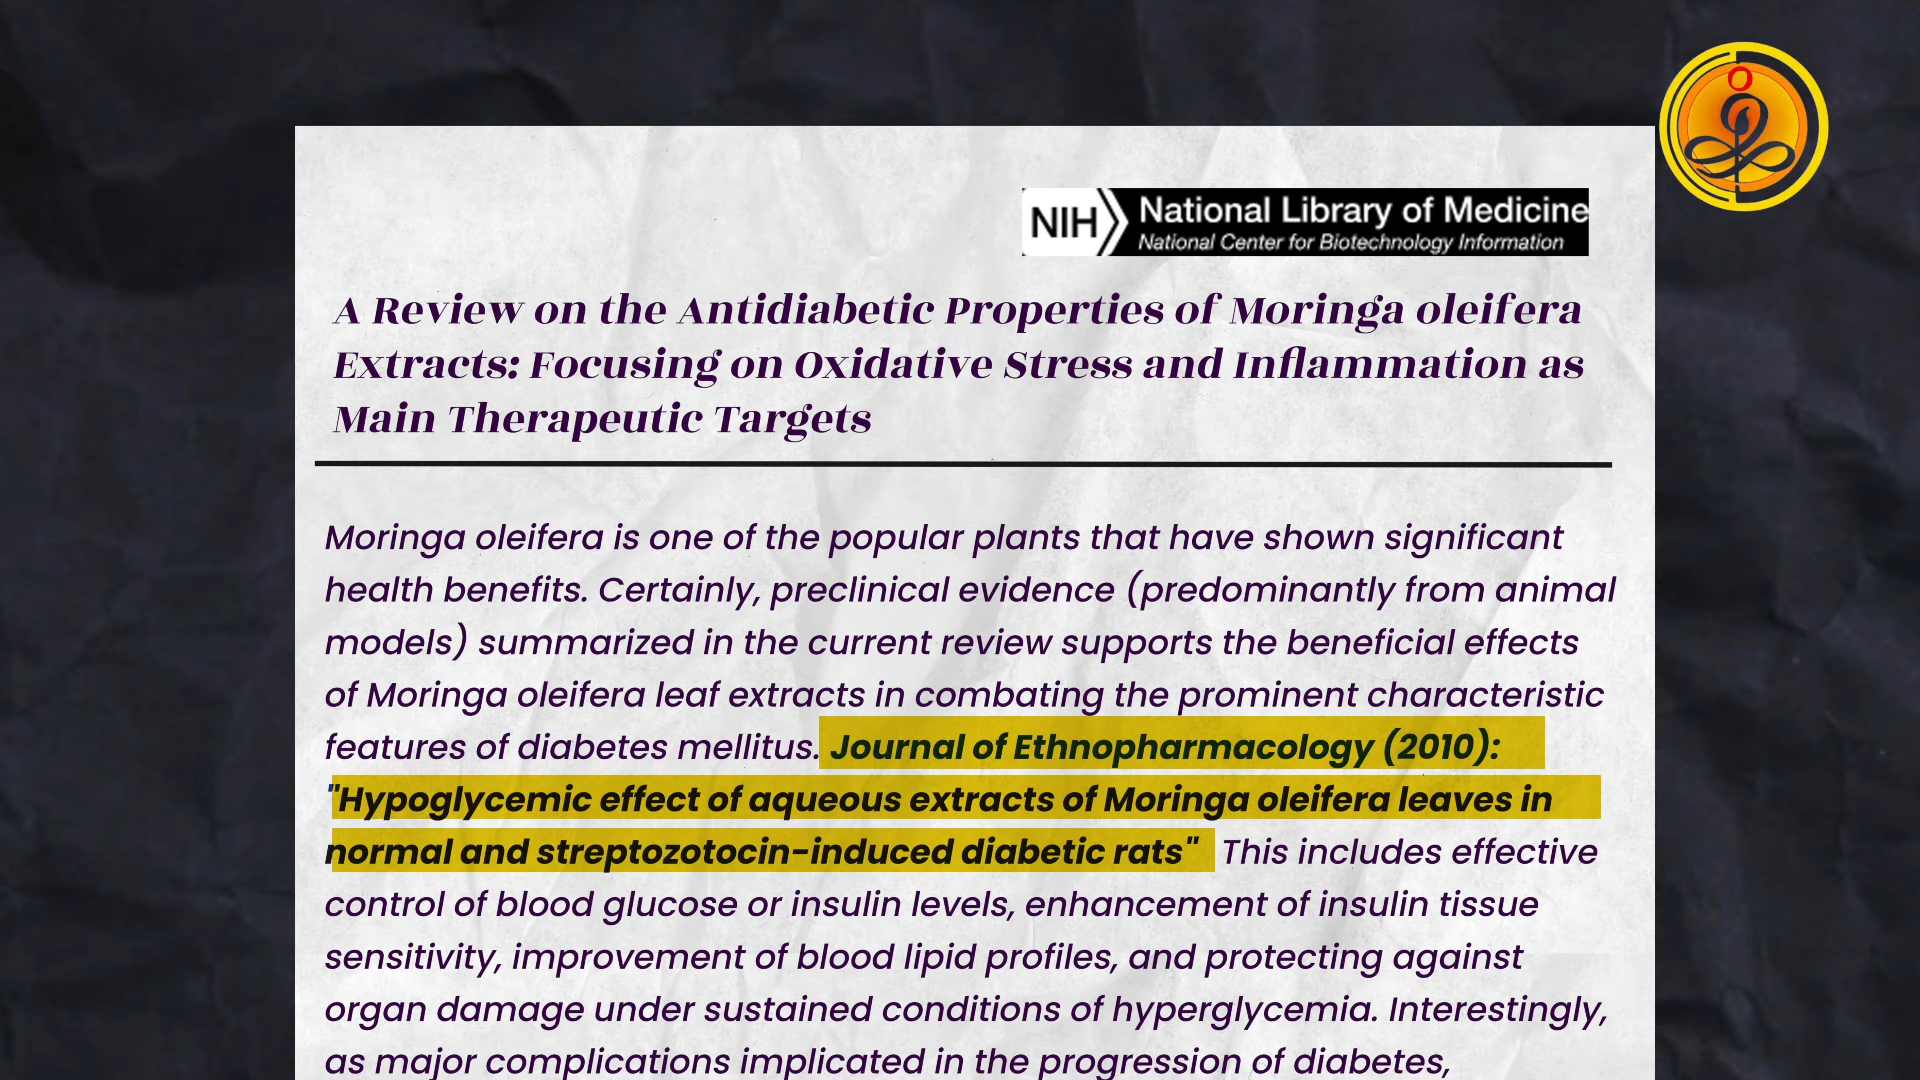 NIH National Library of Medicine
National Center for Biotechnology Information
A Review on the Antidiabetic Properties of Moringa oleifera
Extracts: Focusing on Oxidative Stress and Inflammation as
Main Therapeutic Targets
Moringa oleifera is one of the popular plants that have shown significant
health benefits. Certainly, preclinical evidence (predominantly from animal
models) summarized in the current review supports the beneficial effects
of Moringa oleifera leaf extracts in combating the prominent characteristic
features of diabetes mellitus. Journal of Ethnopharmacology (2010):
"Hypoglycemic effect of aqueous extracts of Moringa oleifera leaves in
normal and streptozotocin-induced diabetic rats" This includes effective
control of blood glucose or insulin levels, enhancement of insulin tissue
sensitivity, improvement of blood lipid profiles, and protecting against
organ damage under sustained conditions of hyperglycemia. Interestingly,
as major complications implicated in the progression of diabetes,